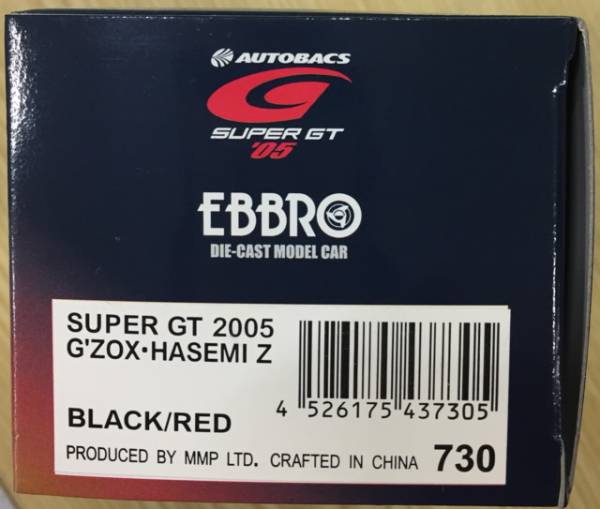 AUTOBACS
SUPER GT
'05
EBBRO
DIE-CAST MODEL CAR
SUPER GT 2005
G'ZOX•HASEMI Z
BLACK/RED
4 526175 437305
PRODUCED BY MMP LTD. CRAFTED IN CHINA 730